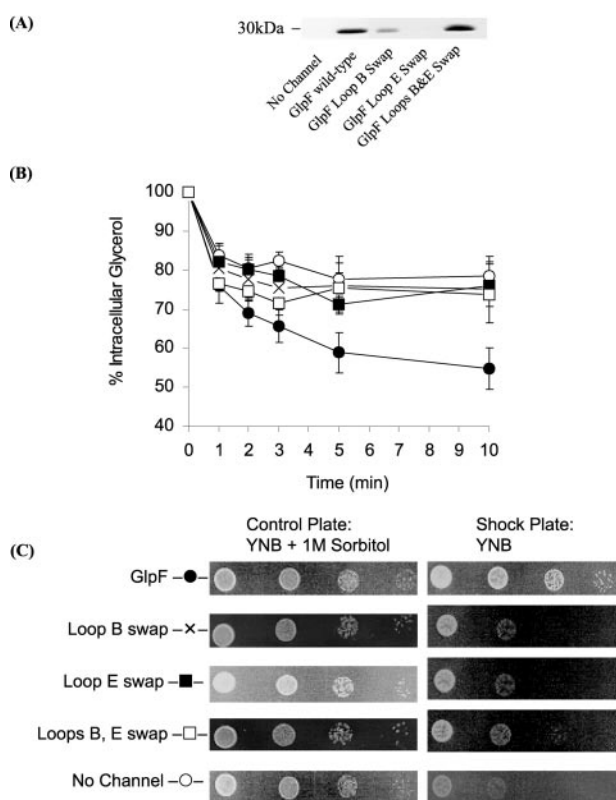 (A)
30kDa –
No Channel
GlpF wild-type
GlpF Loop B Swap
GlpF Loop E Swap
GlpF Loops B&E Swap
(B)
% Intracellular Glycerol
100
90
80
70
60
50
40
0 1 2 3 4 5 6 7 8 9 10
Time (min)
Control Plate:
YNB + 1M Sorbitol
Shock Plate:
YNB
(C)
GlpF
Loop B swap
Loop E swap
Loops B, E swap
No Channel